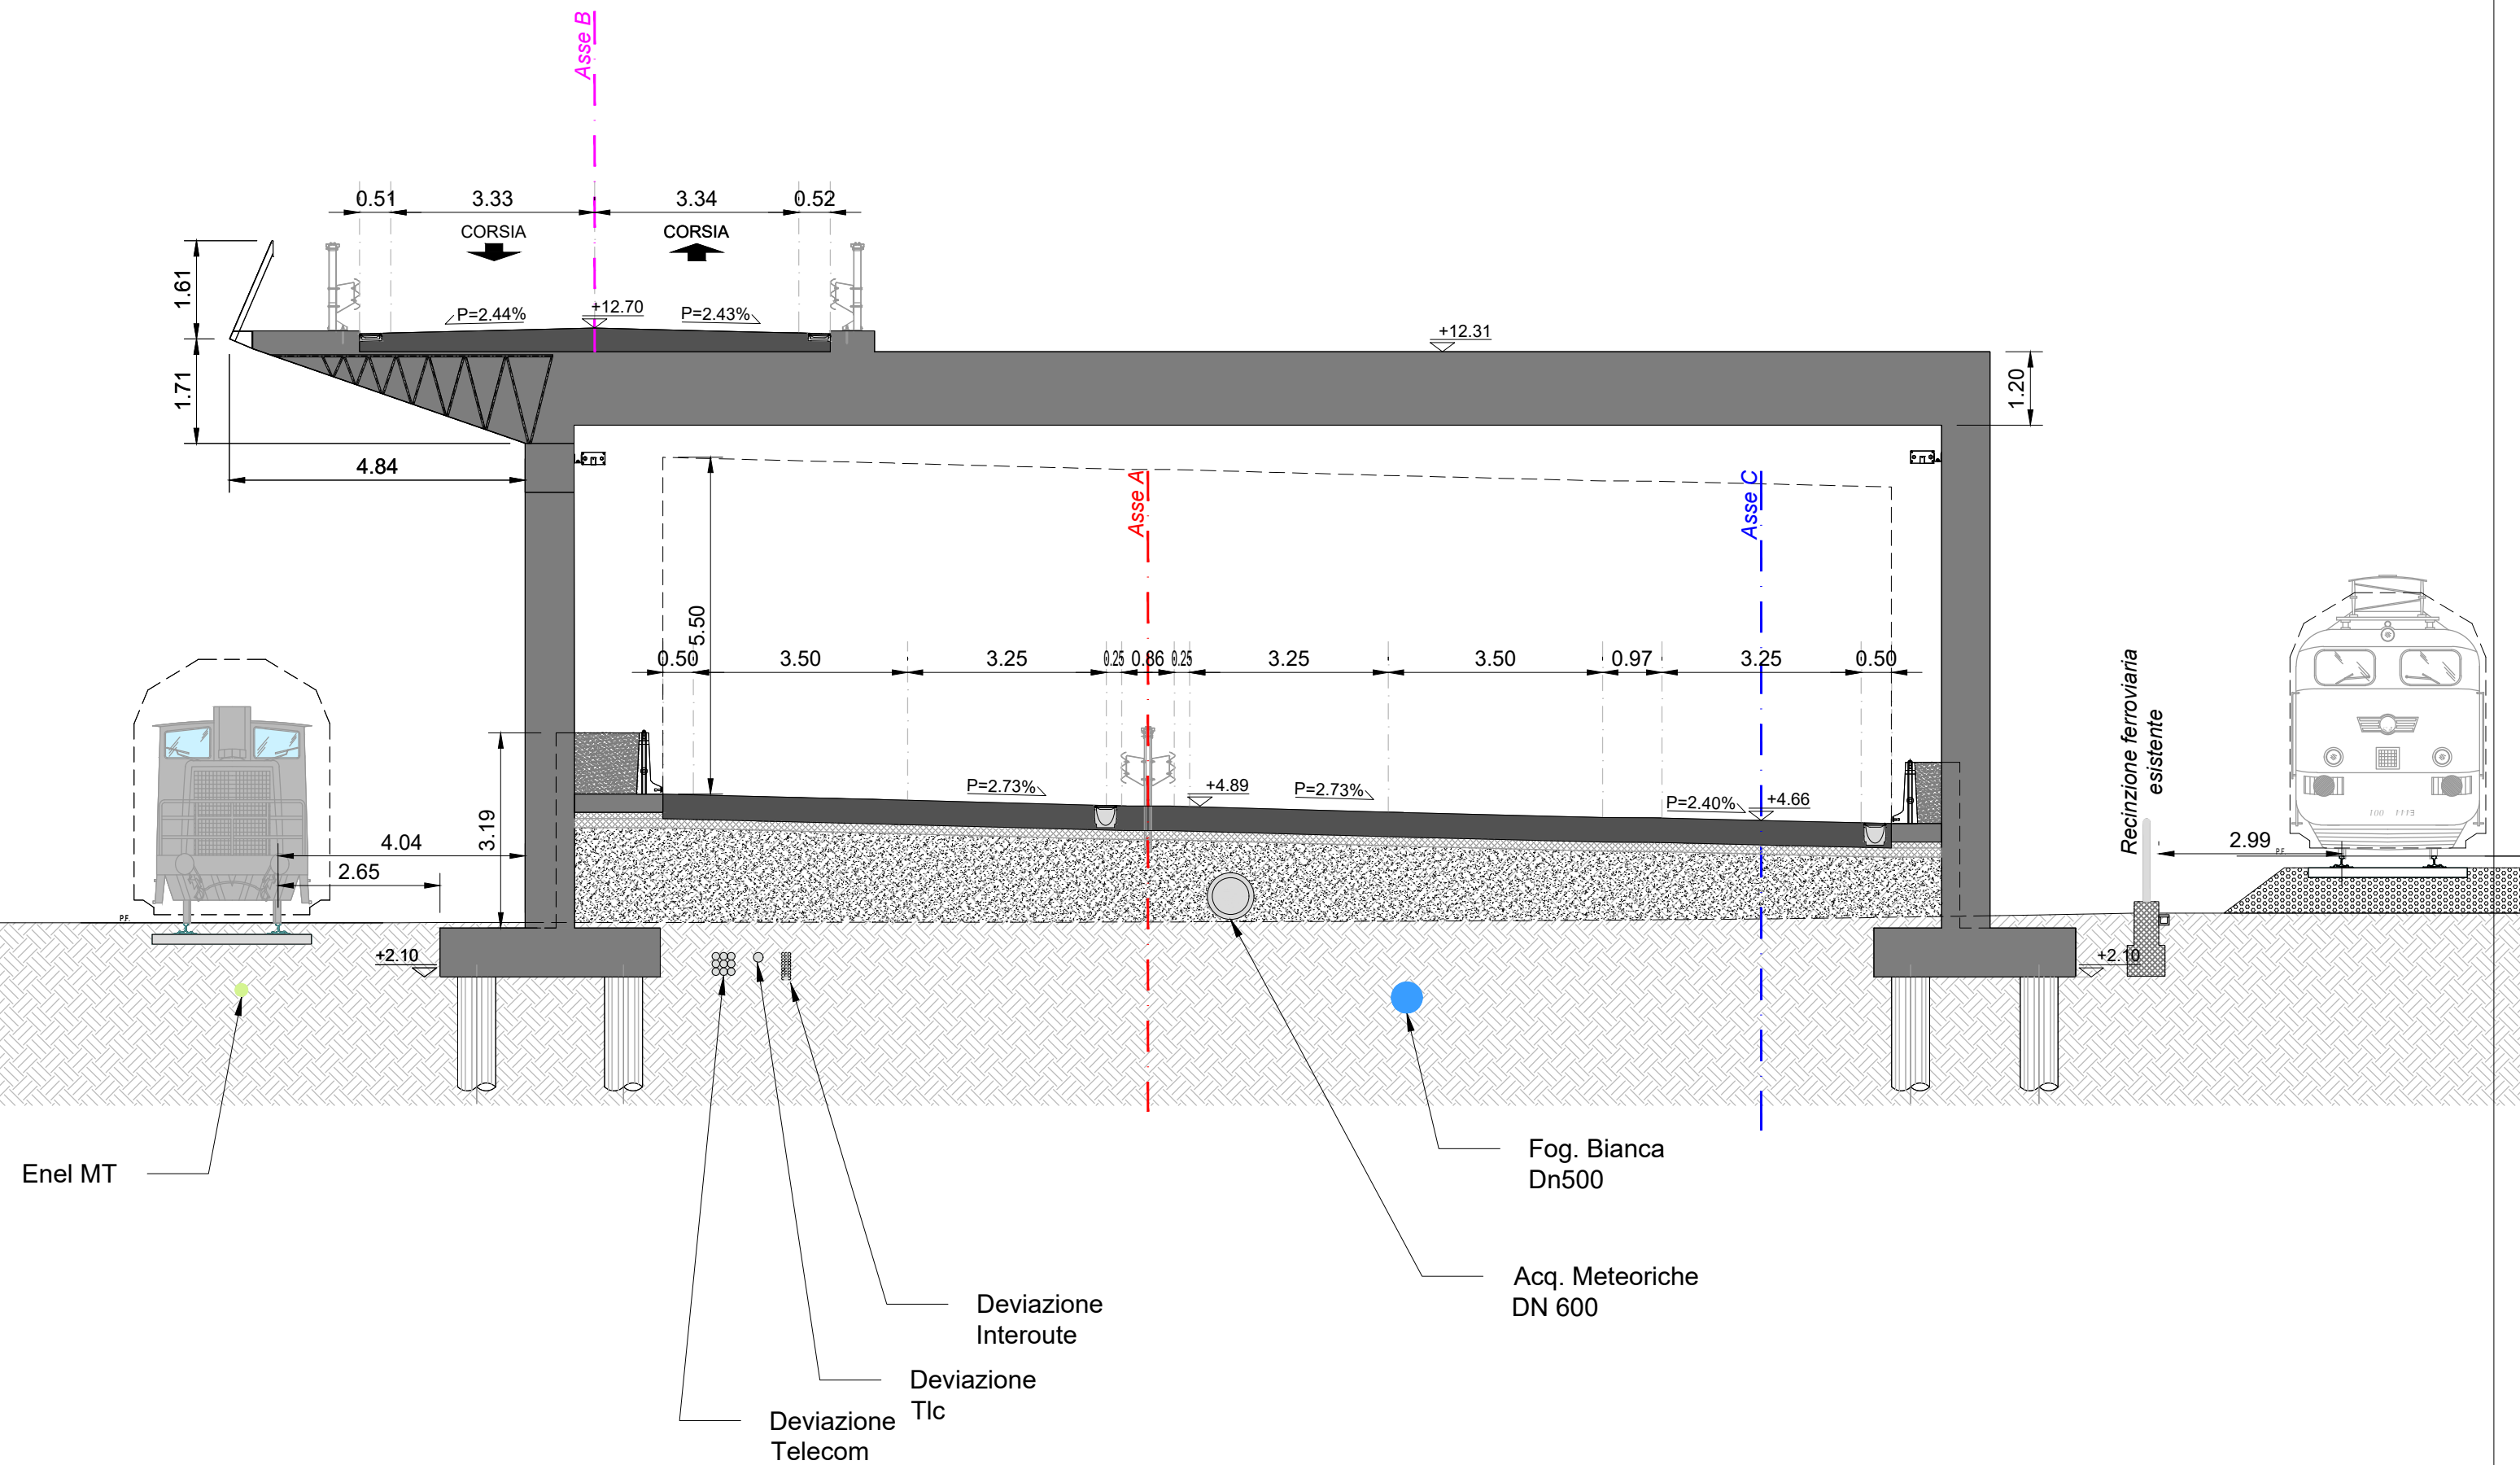 Asse B
0.51
3.33
3.34
0.52
CORSIA
CORSIA
1.61
P=2.44%
+12.70
P=2.43%
+12.31
1.71
1.20
4.84
Asse A
Asse C
5.50
0.50
3.50
3.25
0.25
0.86
0.25
3.25
3.50
0.97
3.25
0.50
Recinzione ferroviaria
esistente
P=2.73%
+4.89
P=2.73%
P=2.40%
+4.66
E444 001
3.19
4.04
2.65
2.99
P.F.
P.F.
+2.10
+2.10
Enel MT
Fog. Bianca
Dn500
Acq. Meteoriche
DN 600
Deviazione
Interoute
Deviazione
Tlc
Deviazione
Telecom